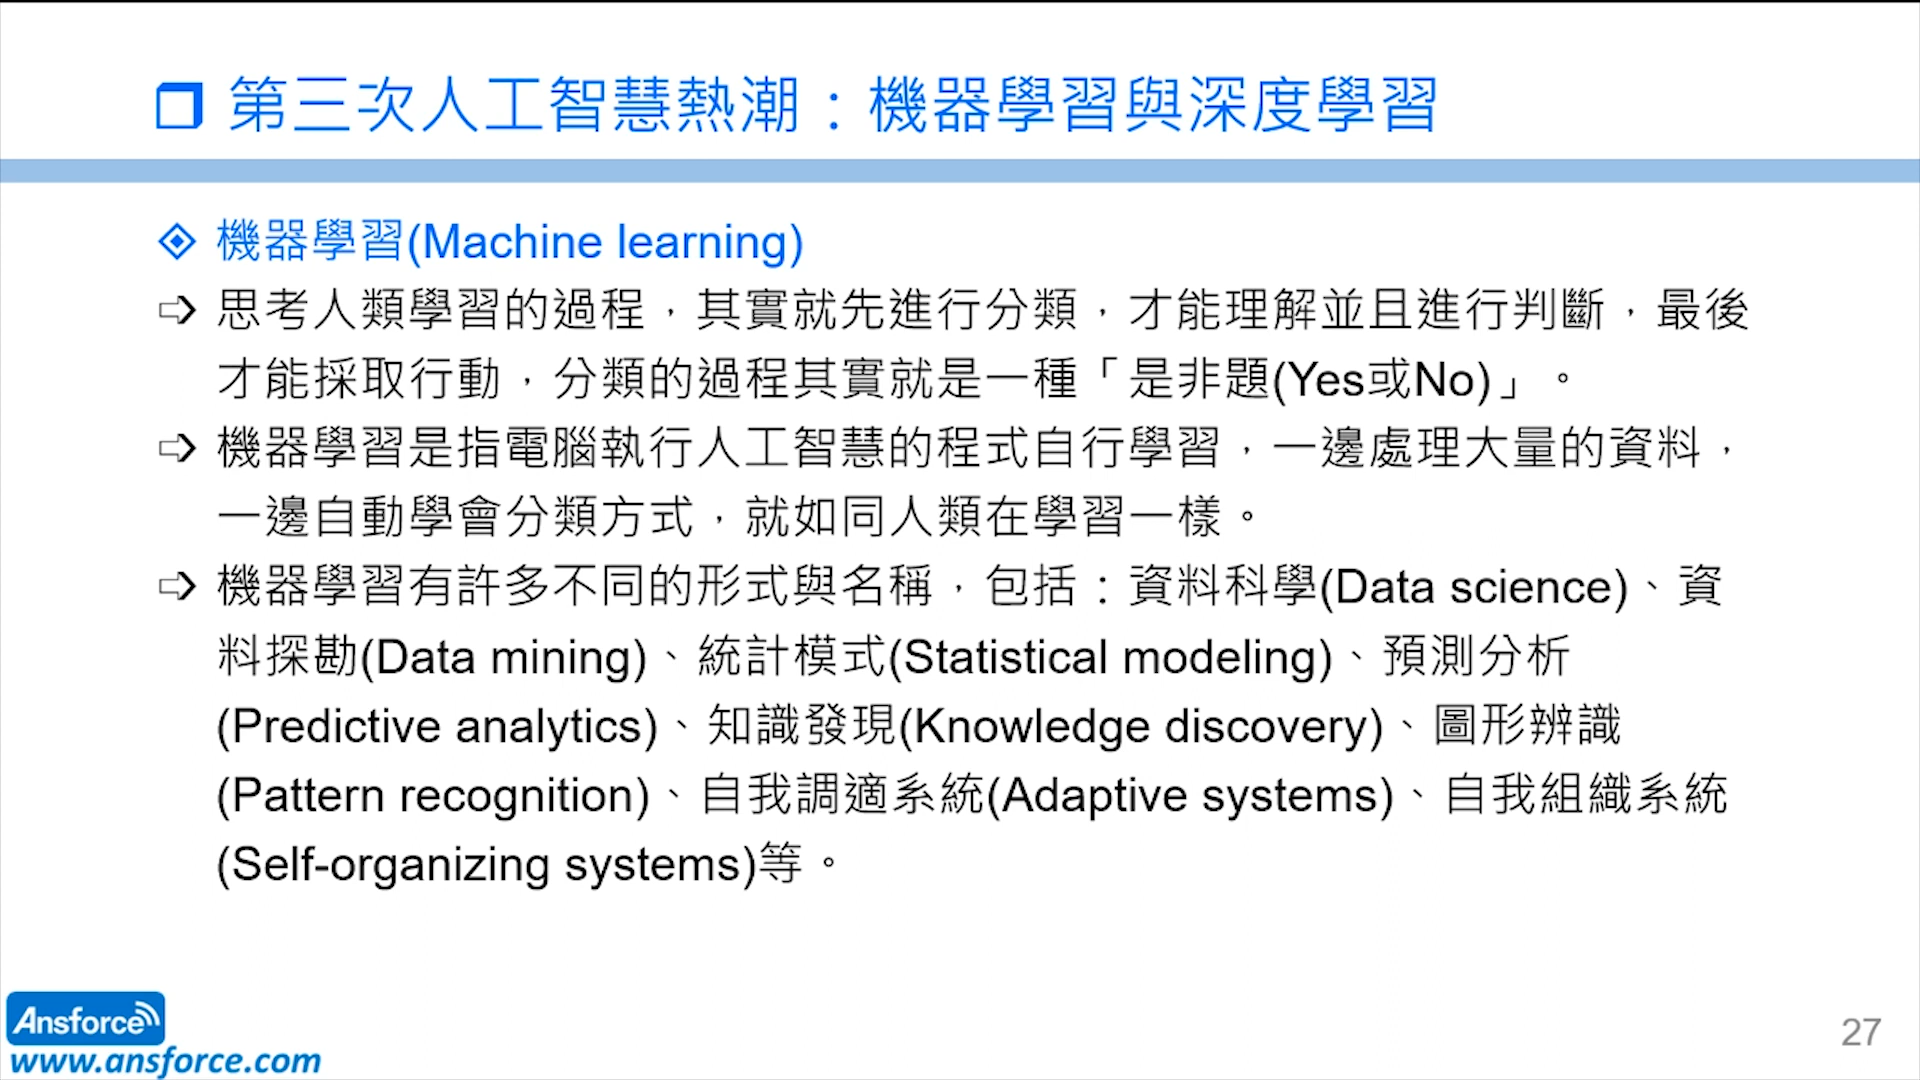 第三次人工智慧熱潮：機器學習與深度學習
機器學習(Machine learning)
思考人類學習的過程，其實就先進行分類，才能理解並且進行判斷，最後
才能採取行動，分類的過程其實就是一種「是非題(Yes或No)」。
機器學習是指電腦執行人工智慧的程式自行學習，一邊處理大量的資料，
一邊自動學會分類方式，就如同人類在學習一樣。
機器學習有許多不同的形式與名稱，包括：資料科學(Data science)、資
料探勘(Data mining)、統計模式(Statistical modeling)、預測分析
(Predictive analytics)、知識發現(Knowledge discovery)、圖形辨識
(Pattern recognition)、自我調適系統(Adaptive systems)、自我組織系統
(Self-organizing systems)等。
Ansforce
www.ansforce.com
27